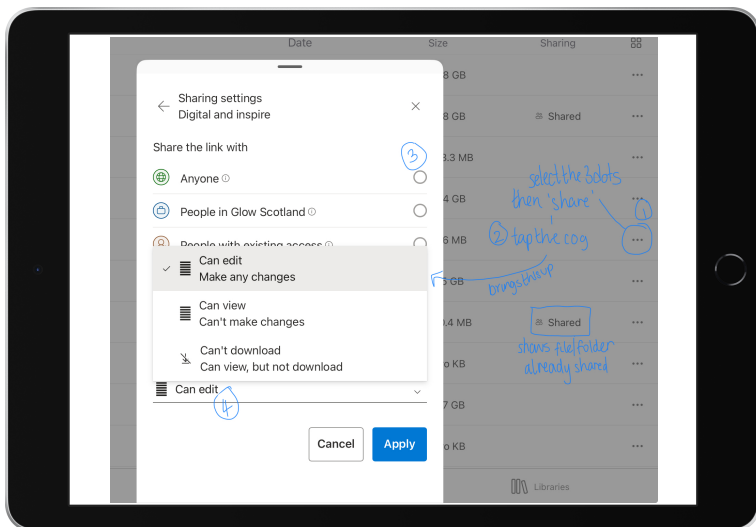 Date Size Sharing
8 GB
Sharing settings
Digital and inspire
8 GB Shared
Share the link with
3
3.3 MB
Anyone
select the 3 dots
then 'share'
4 GB
1
People in Glow Scotland
2 tap the cog
6 MB
People with existing access
Can edit
Make any changes
brings this up
GB
Can view
Can't make changes
0.4 MB Shared
shows file/folder
already shared
Can't download
Can view, but not download
o KB
Can edit
4
7 GB
Cancel Apply
o KB
Libraries